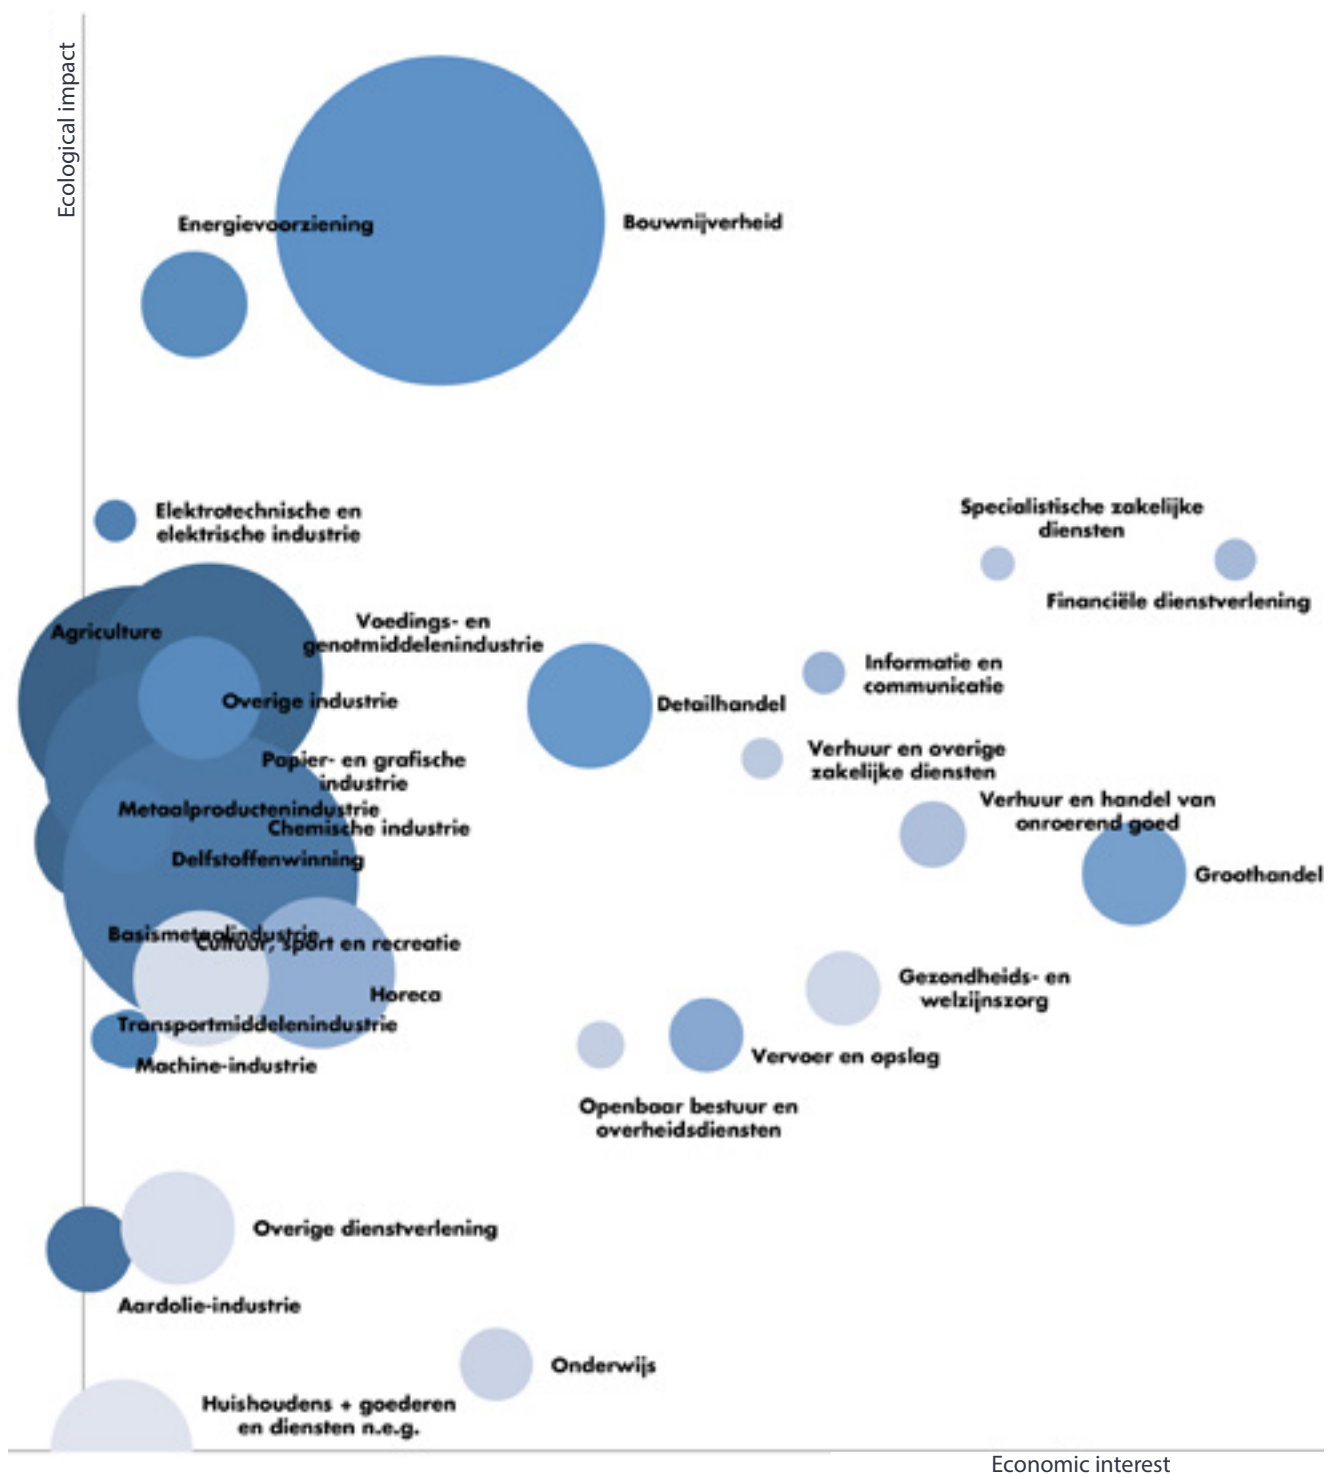 Ecological impact
Energievoorziening
Bouwnijverheid
Elektrotechnische en
elektrische industrie
Specialistische zakelijke
diensten
Financiële dienstverlening
Agriculture
Voedings- en
genotmiddelenindustrie
Informatie en
communicatie
Overige industrie
Detailhandel
Verhuur en overige
zakelijke diensten
Papier- en grafische
industrie
Verhuur en handel van
onroerend goed
Metaalproductenindustrie
Chemische industrie
Delfstoffenwinning
Groothandel
Basismetaalindustrie
Cultuur, sport en recreatie
Gezondheids- en
welzijnszorg
Horeca
Transportmiddelenindustrie
Machine-industrie
Vervoer en opslag
Openbaar bestuur en
overheidsdiensten
Overige dienstverlening
Aardolie-industrie
Onderwijs
Huishoudens + goederen
en diensten n.e.g.
Economic interest